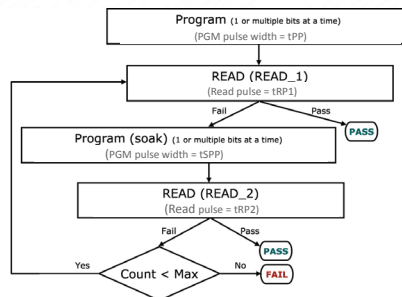 Program (1 or multiple bits at a time)
(PGM pulse width = tPP)
READ (READ_1)
(Read pulse = tRP1)
Fail
Pass
PASS
Program (soak) (1 or multiple bits at a time)
(PGM pulse width = tSPP)
READ (READ_2)
(Read pulse = tRP2)
Fail
Pass
PASS
Yes
Count < Max
No
FAIL